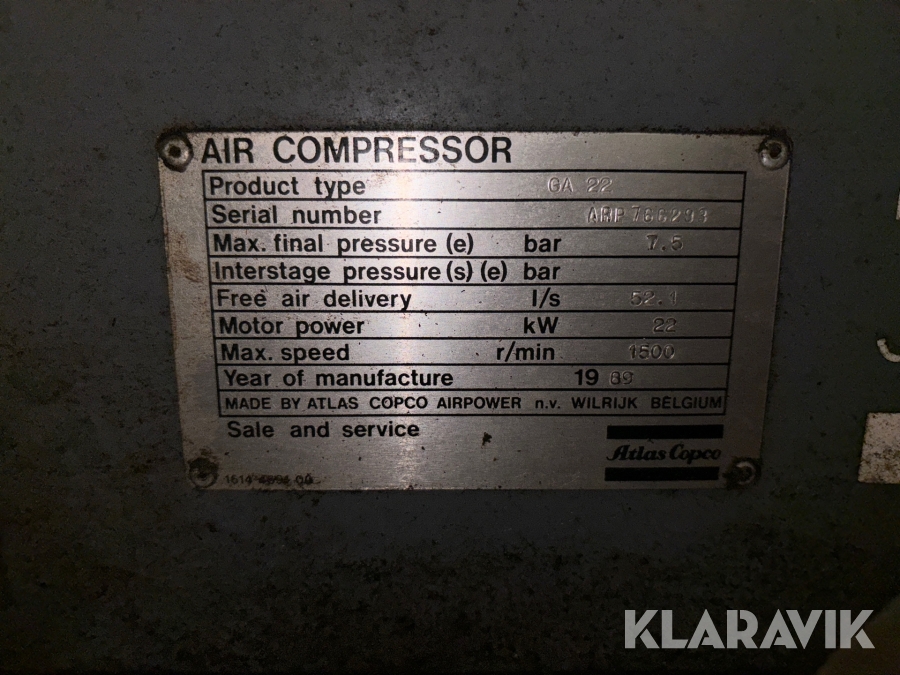 AIR COMPRESSOR
Product type GA 22
Serial number
Max. final pressure (e) bar 7.5
Interstage pressure (s) (e) bar
Free air delivery l/s 52.1
Motor power kW 22
Max. speed r/min 1500
Year of manufacture 19 89
MADE BY ATLAS COPCO AIRPOWER n.v. WILRIJK BELGIUM
Sale and service
Atlas Copco
KLARAVIK